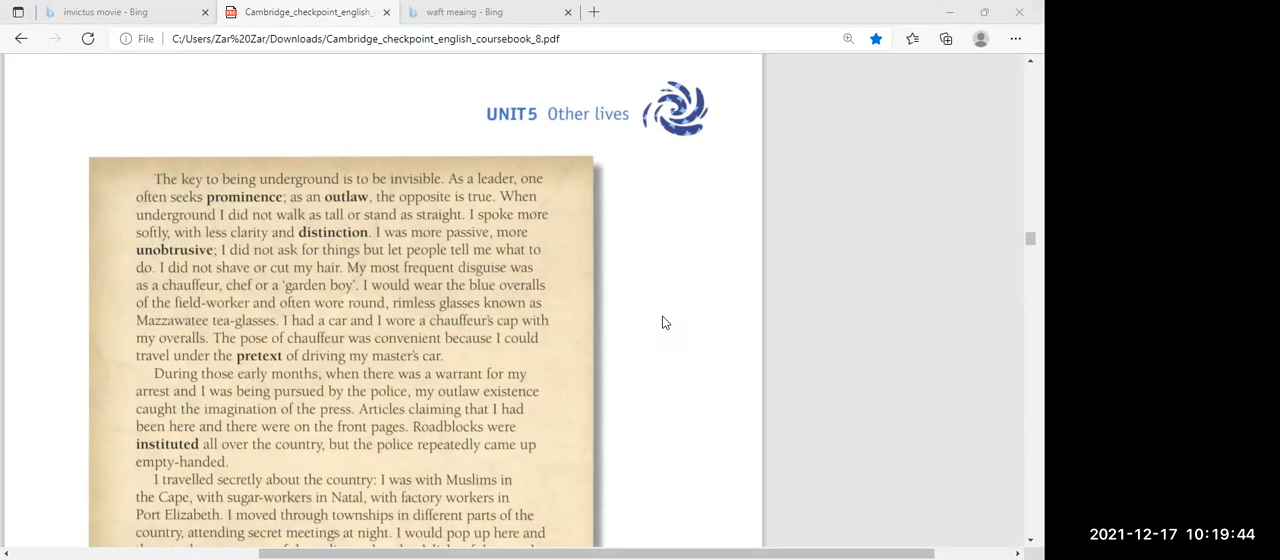 invictus movie - Bing
Cambridge_checkpoint_english_
waft meaing - Bing
File
C:/Users/Zar%20Zar/Downloads/Cambridge_checkpoint_english_coursebook_8.pdf
UNIT5 Other lives
The key to being underground is to be invisible. As a leader, one
often seeks prominence; as an outlaw, the opposite is true. When
underground I did not walk as tall or stand as straight. I spoke more
softly, with less clarity and distinction. I was more passive, more
unobtrusive; I did not ask for things but let people tell me what to
do. I did not shave or cut my hair. My most frequent disguise was
as a chauffeur, chef or a ‘garden boy’. I would wear the blue overalls
of the field-worker and often wore round, rimless glasses known as
Mazzawatee tea-glasses. I had a car and I wore a chauffeur’s cap with
my overalls. The pose of chauffeur was convenient because I could
travel under the pretext of driving my master’s car.
During those early months, when there was a warrant for my
arrest and I was being pursued by the police, my outlaw existence
caught the imagination of the press. Articles claiming that I had
been here and there were on the front pages. Roadblocks were
instituted all over the country, but the police repeatedly came up
empty-handed.
I travelled secretly about the country: I was with Muslims in
the Cape, with sugar-workers in Natal, with factory workers in
Port Elizabeth. I moved through townships in different parts of the
country, attending secret meetings at night. I would pop up here and
2021-12-17 10:19:44